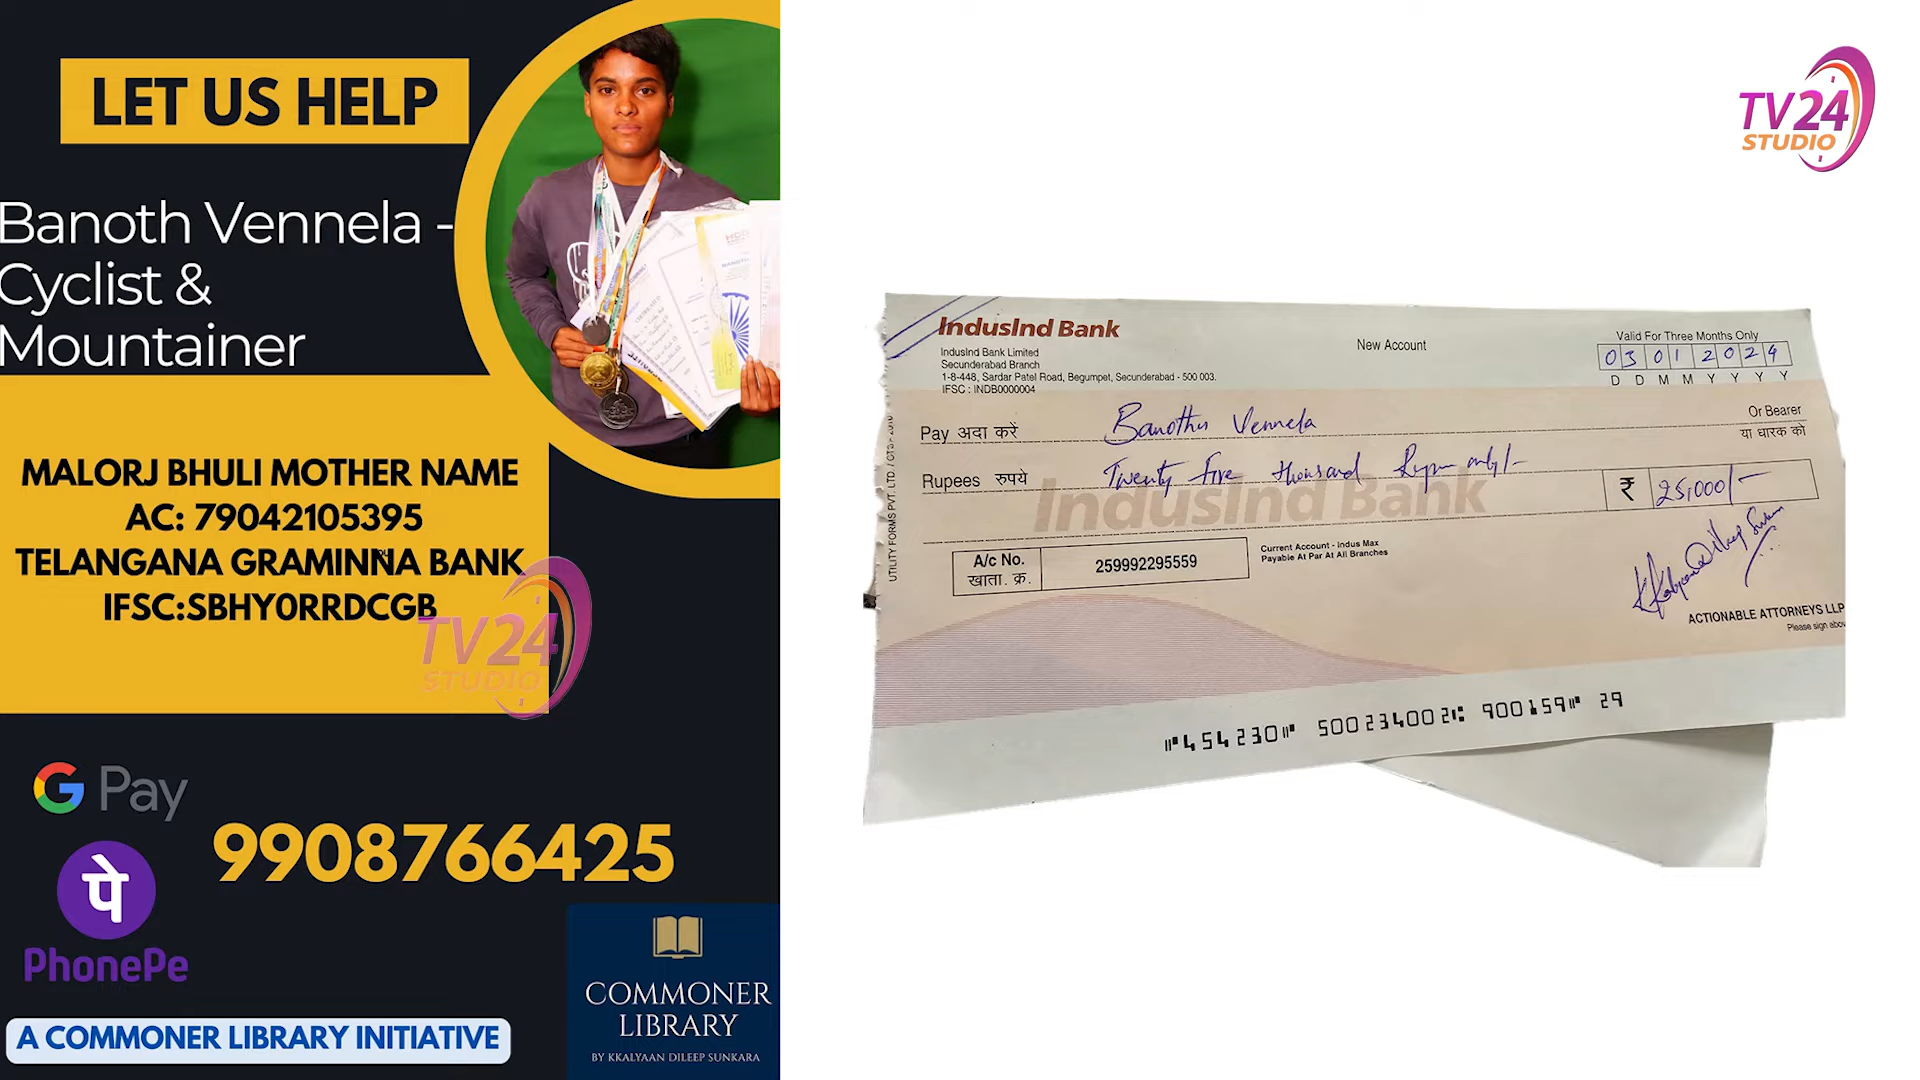 LET US HELP
Banoth Vennela -
Cyclist &
Mountainer
MALORJ BHULI MOTHER NAME
AC: 79042105395
TELANGANA GRAMINNA BANK
IFSC:SBHY0RRDCGB
TV24
STUDIO
G Pay
पे
PhonePe
9908766425
A COMMONER LIBRARY INITIATIVE
COMMONER
LIBRARY
BY KKALYAAN DILEEP SUNKARA
TV24
STUDIO
IndusInd Bank
IndusInd Bank Limited
Secunderabad Branch
1-8-448, Sardar Patel Road, Begumpet, Secunderabad - 500 003.
IFSC : INDB0000004
New Account
Valid For Three Months Only
03012024
D D M M Y Y Y Y
Pay अदा करें Banothu Vennela
Or Bearer
या धारक को
Rupees रुपये Twenty five thousand Rupees only/-
₹ 25,000/-
IndusInd Bank
A/c No.
खाता. क्र.
259992295559
Current Account - Indus Max
Payable At Par At All Branches
ACTIONABLE ATTORNEYS LLP
Please sign abov
UTILITY FORMS PVT. LTD. / CTS - 2010
⑈454230⑈ 500234002⑆ 900159⑈ 29